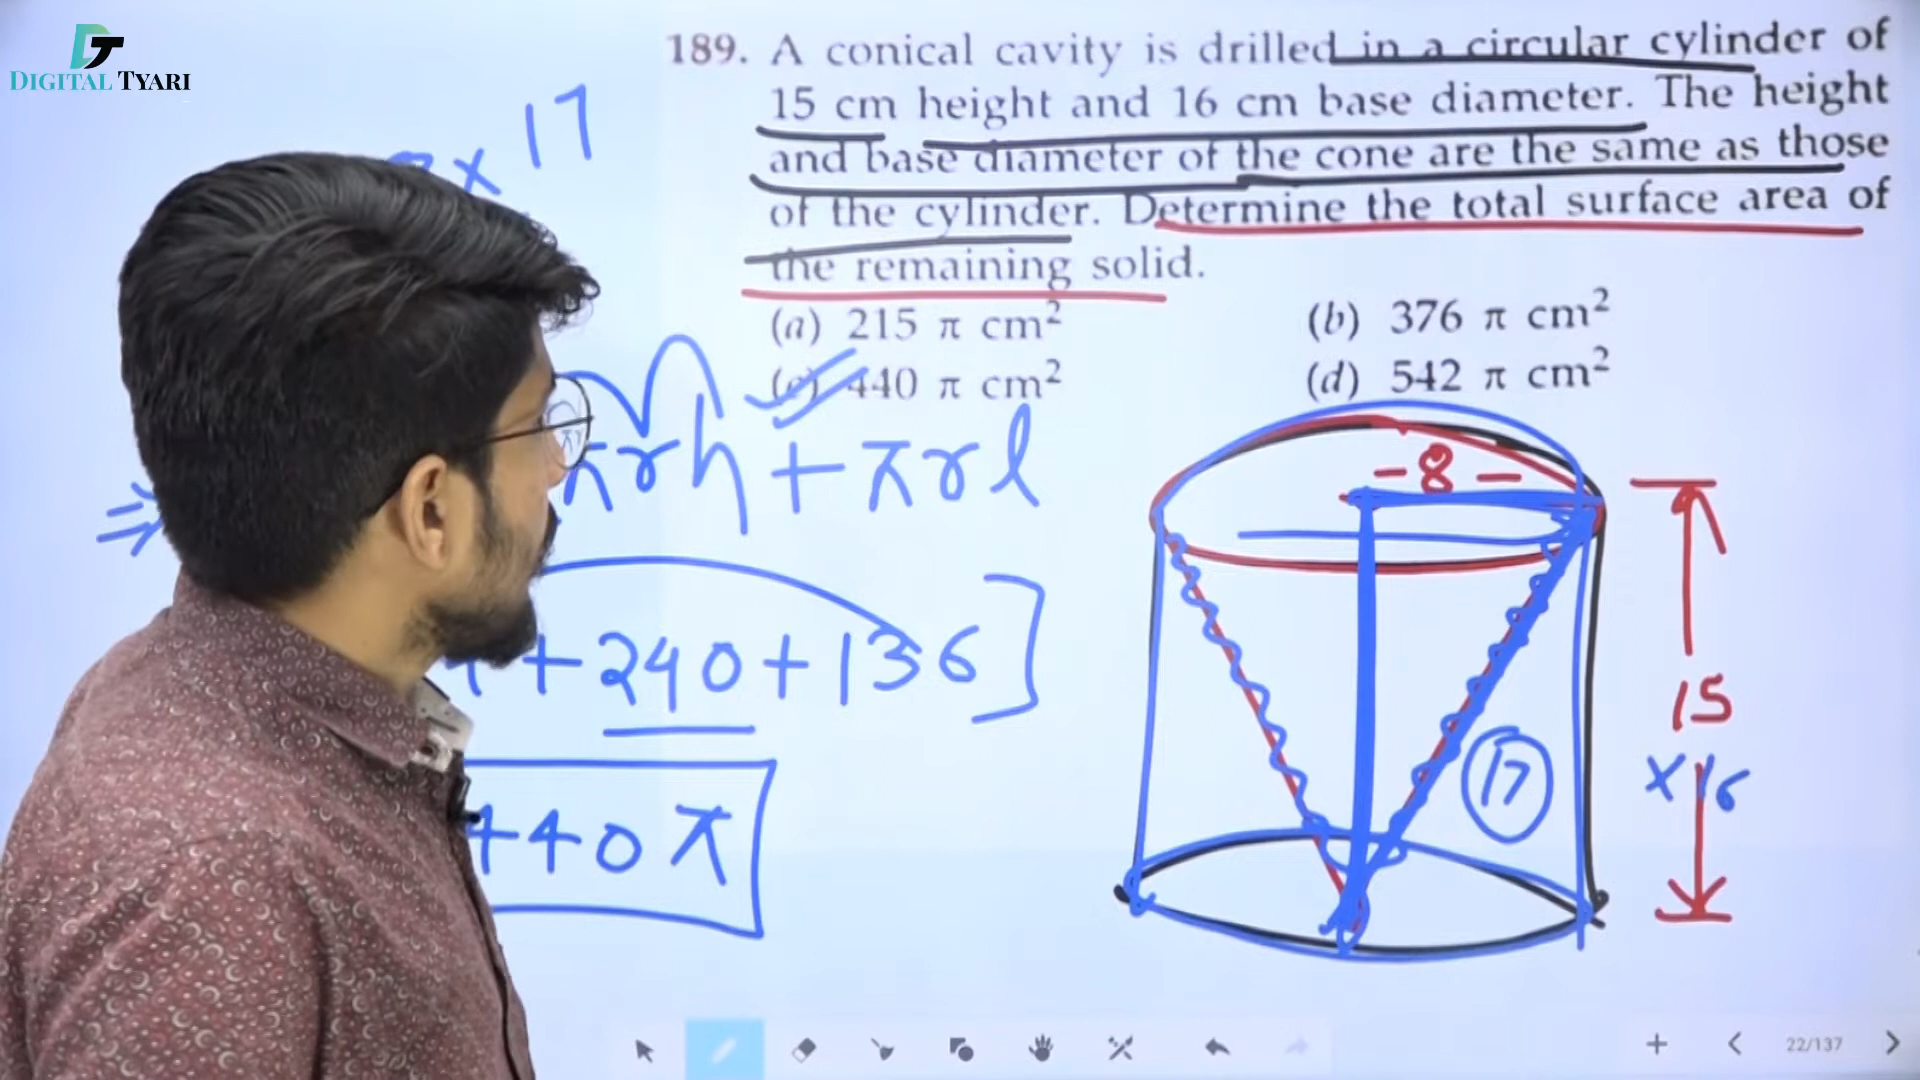 DIGITAL TYARI
189. A conical cavity is drilled in a circular cylinder of
15 cm height and 16 cm base diameter. The height
and base diameter of the cone are the same as those
of the cylinder. Determine the total surface area of
the remaining solid.
(a) 215 π cm²
(b) 376 π cm²
(c) 440 π cm²
(d) 542 π cm²
× 17
πrh + πrl
+ 240 + 136 ]
440 π
- 8 -
15
× 16
17
22/137